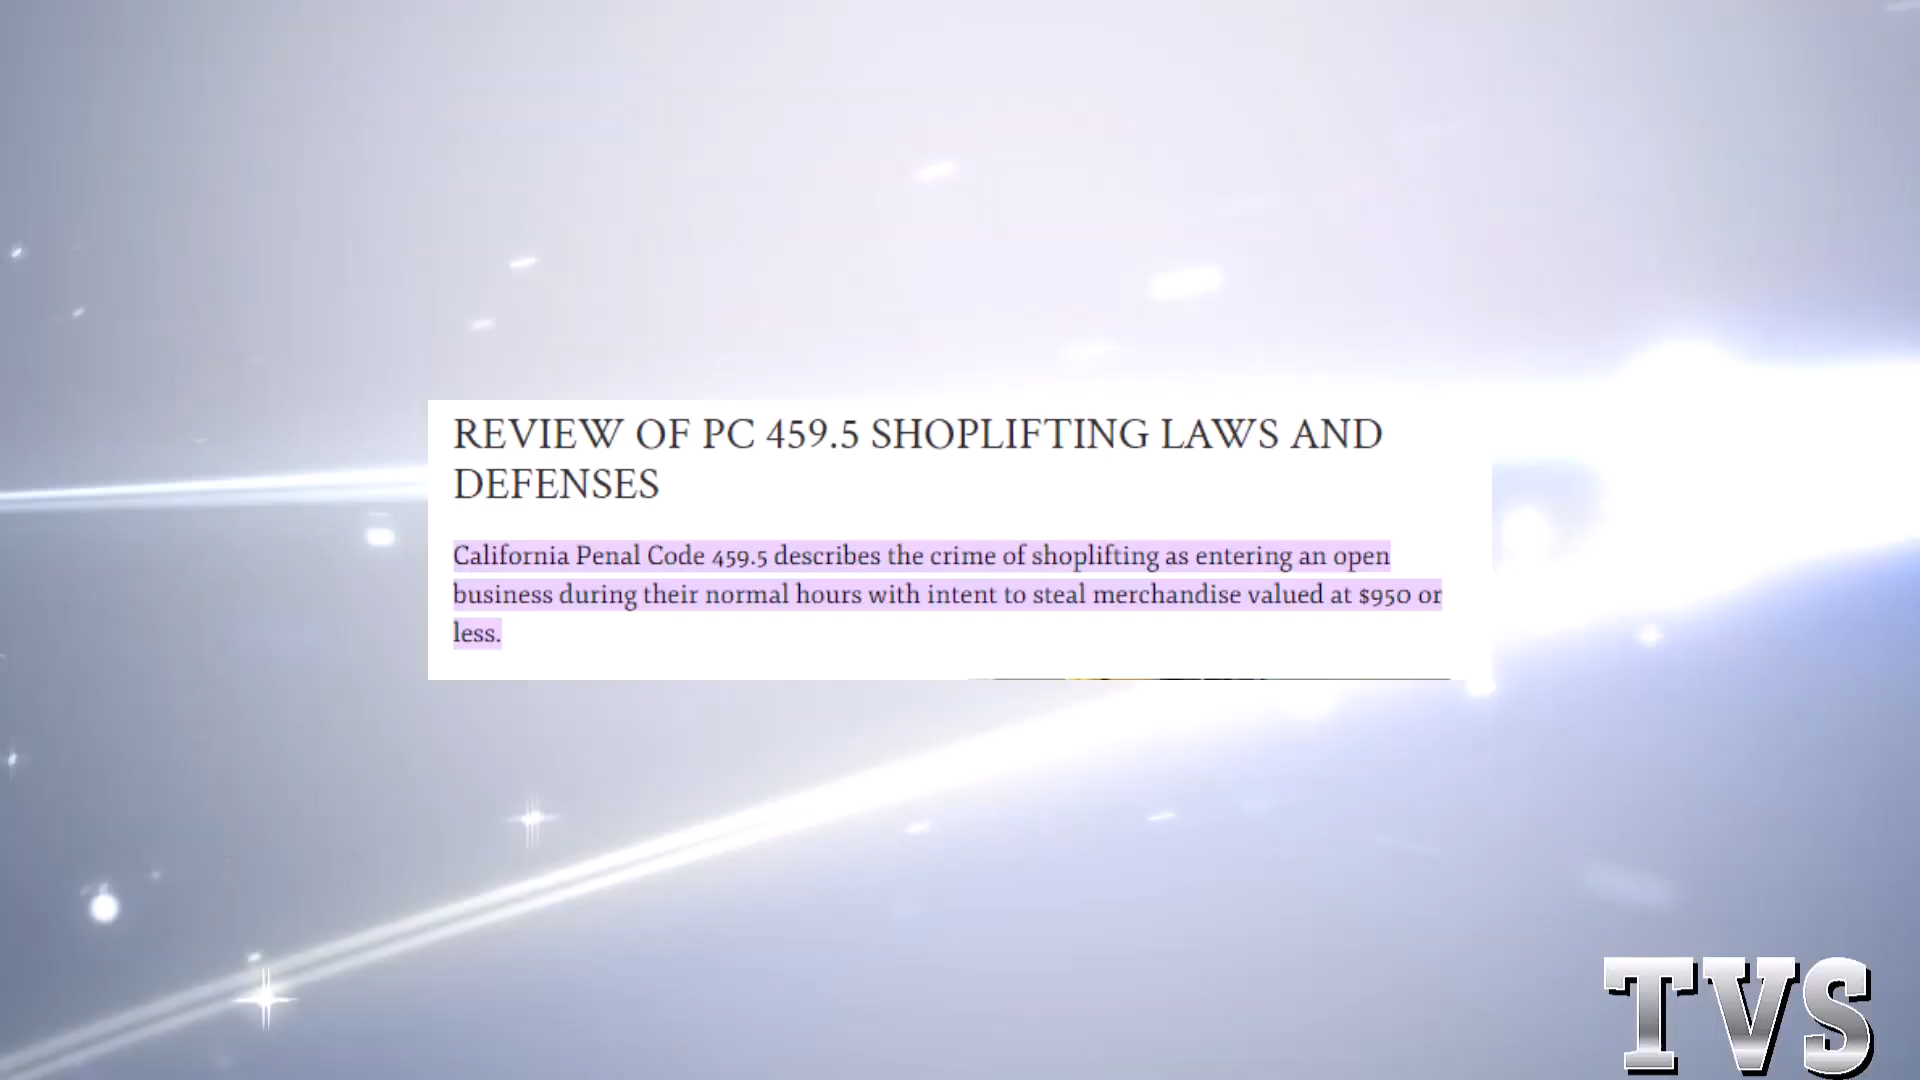 REVIEW OF PC 459.5 SHOPLIFTING LAWS AND
DEFENSES
California Penal Code 459.5 describes the crime of shoplifting as entering an open
business during their normal hours with intent to steal merchandise valued at $950 or
less.
TVS